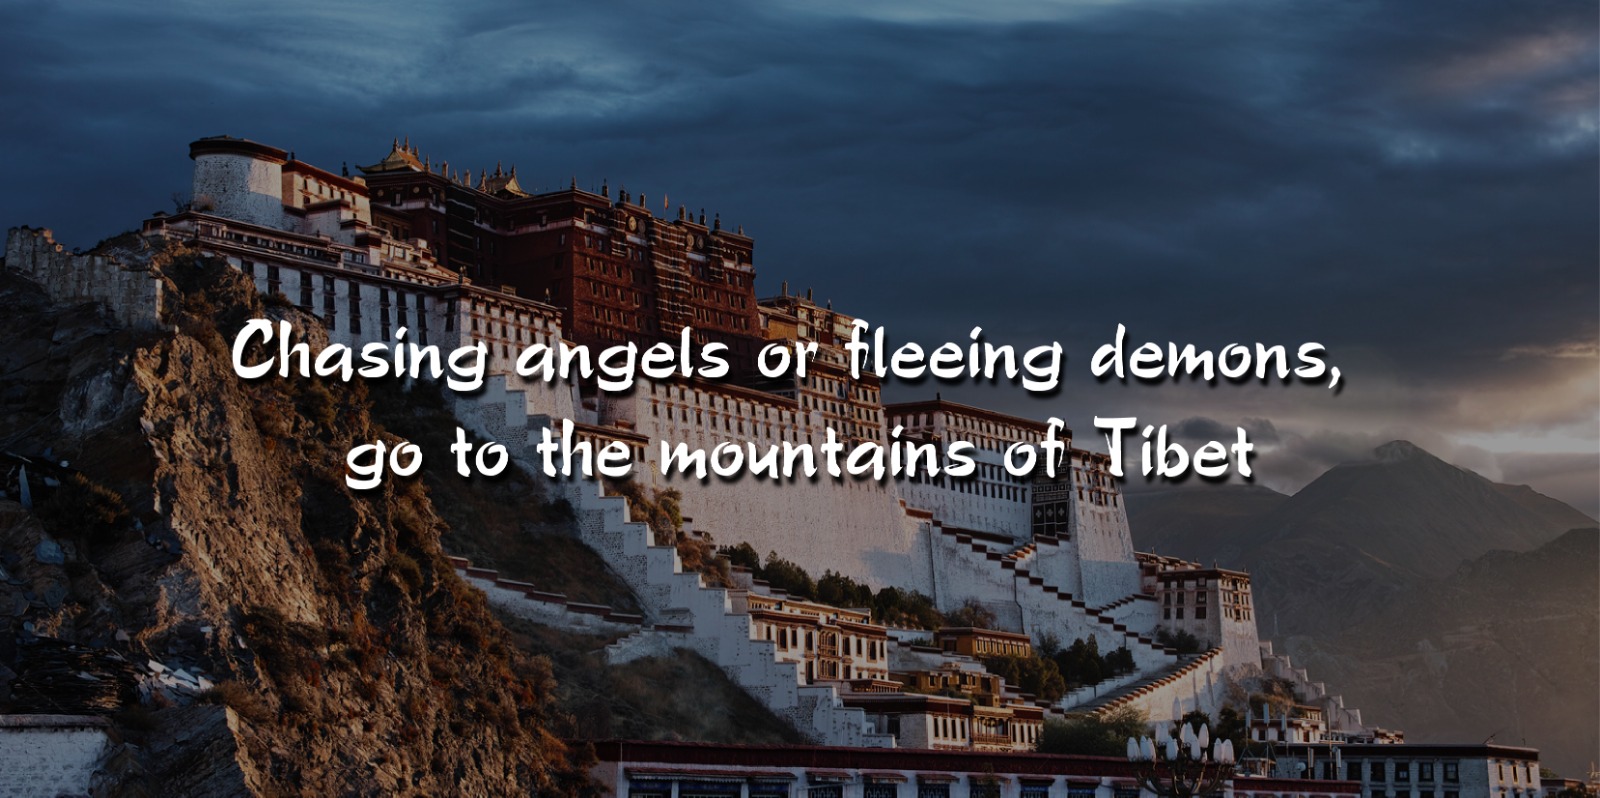 Chasing angels or fleeing demons,
go to the mountains of Tibet